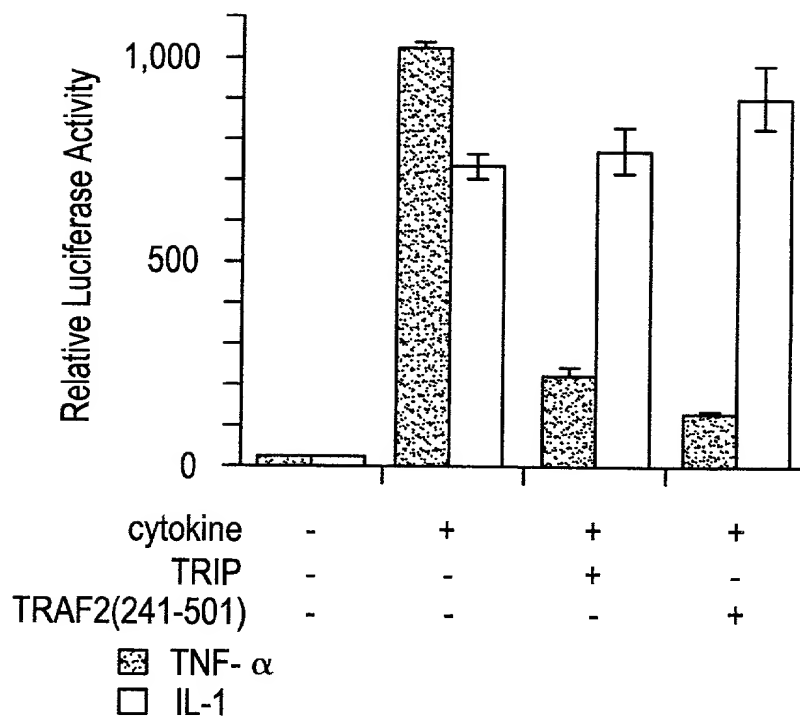 Relative Luciferase Activity
1,000
500
0
cytokine - + + +
TRIP - - + -
TRAF2(241-501) - - - +
TNF- α
IL-1